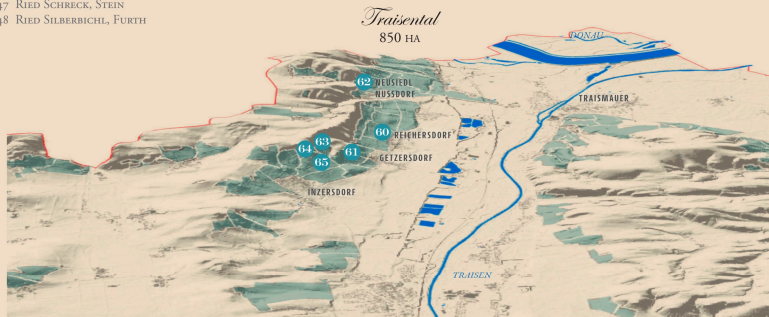 47 Ried Schreck, Stein
48 Ried Silberbichl, Furth
Traisental
850 ha
DONAU
62 NEUSIEDL
NUSSDORF
TRAISMAUER
60 REICHERSDORF
63
64 61 GETZERSDORF
65
INZERSDORF
TRAISEN